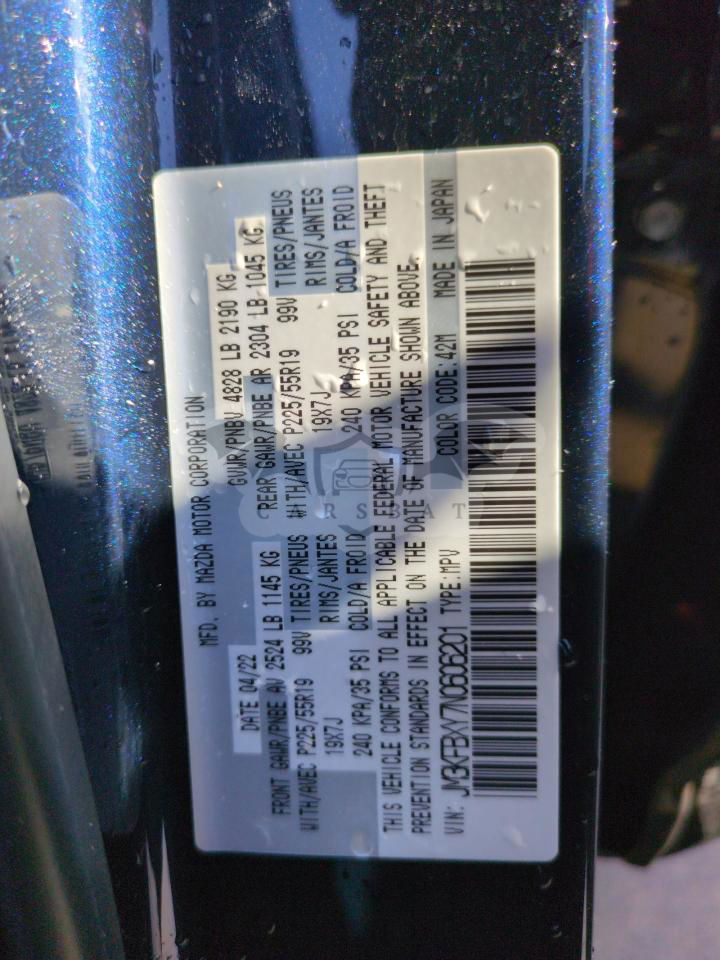 MFD. BY MAZDA MOTOR CORPORATION
DATE 04/22 GVWR/PNBV 4828 LB 2190 KG
FRONT GAWR/PNBE AV 2524 LB 1145 KG REAR GAWR/PNBE AR 2304 LB 1045 KG
WITH/AVEC P225/55R19 99V TIRES/PNEUS WITH/AVEC P225/55R19 99V TIRES/PNEUS
19X7J RIMS/JANTES 19X7J RIMS/JANTES
240 KPA/35 PSI COLD/A FROID 240 KPA/35 PSI COLD/A FROID
THIS VEHICLE CONFORMS TO ALL APPLICABLE FEDERAL MOTOR VEHICLE SAFETY AND THEFT
PREVENTION STANDARDS IN EFFECT ON THE DATE OF MANUFACTURE SHOWN ABOVE.
VIN: JM3KFBXY7N0606201 TYPE:MPV COLOR CODE:42M MADE IN JAPAN